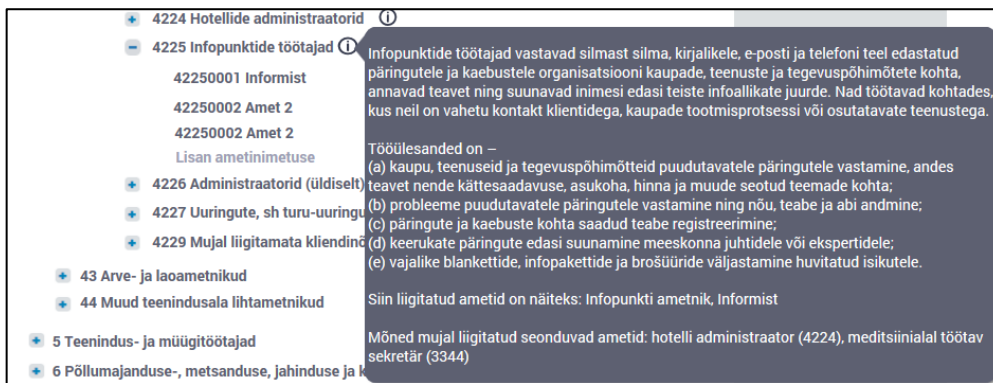 4224 Hotellide administraatorid
4225 Infopunktide töötajad
42250001 Informist
42250002 Amet 2
42250002 Amet 2
Lisan ametinimetuse
4226 Administraatorid (üldiselt)
4227 Uuringute, sh turu-uuringu
4229 Mujal liigitamata kliendinõ
43 Arve- ja laoametnikud
44 Muud teenindusala lihtametnikud
5 Teenindus- ja müügitöötajad
6 Põllumajanduse-, metsanduse, jahinduse ja k
Infopunktide töötajad vastavad silmast silma, kirjalikele, e-posti ja telefoni teel edastatud
päringutele ja kaebustele organisatsiooni kaupade, teenuste ja tegevuspõhimõtete kohta,
annavad teavet ning suunavad inimesi edasi teiste infoallikate juurde. Nad töötavad kohtades,
kus neil on vahetu kontakt klientidega, kaupade tootmisprotsessi või osutatavate teenustega.
Tööülesanded on –
(a) kaupu, teenuseid ja tegevuspõhimõtteid puudutavatele päringutele vastamine, andes
teavet nende kättesaadavuse, asukoha, hinna ja muude seotud teemade kohta;
(b) probleeme puudutavatele päringutele vastamine ning nõu, teabe ja abi andmine;
(c) päringute ja kaebuste kohta saadud teabe registreerimine;
(d) keerukate päringute edasi suunamine meeskonna juhtidele või ekspertidele;
(e) vajalike blankettide, infopakettide ja brošüüride väljastamine huvitatud isikutele.
Siin liigitatud ametid on näiteks: Infopunkti ametnik, Informist
Mõned mujal liigitatud seonduvad ametid: hotelli administraator (4224), meditsiinialal töötav
sekretär (3344)